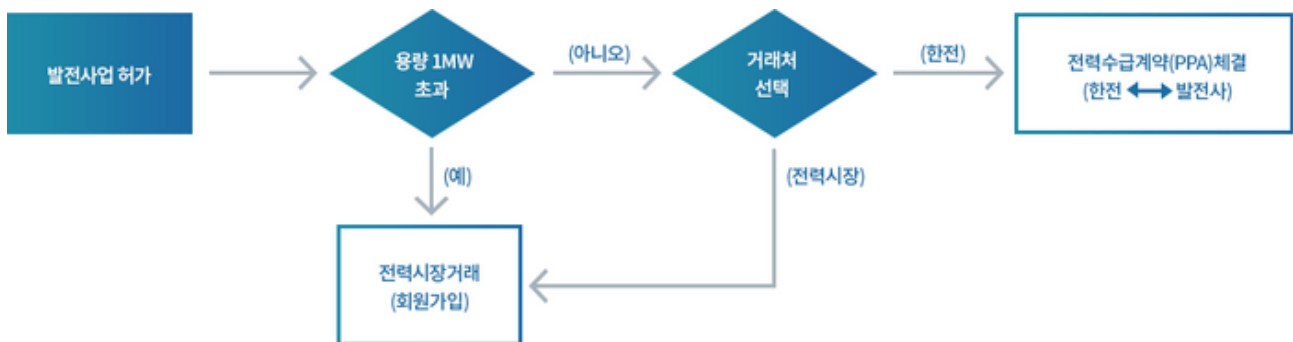 발전사업 허가
용량 1MW
초과
(아니오)
거래처
선택
(한전)
전력수급계약(PPA)체결
(한전 ↔ 발전사)
(예)
(전력시장)
전력시장거래
(회원가입)